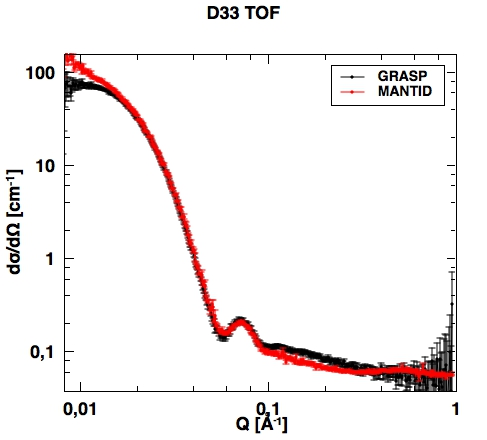 D33 TOF
GRASP
MANTID
dσ/dΩ [cm⁻¹]
100
10
1
0,1
0,01
0,1
1
Q [Å⁻¹]